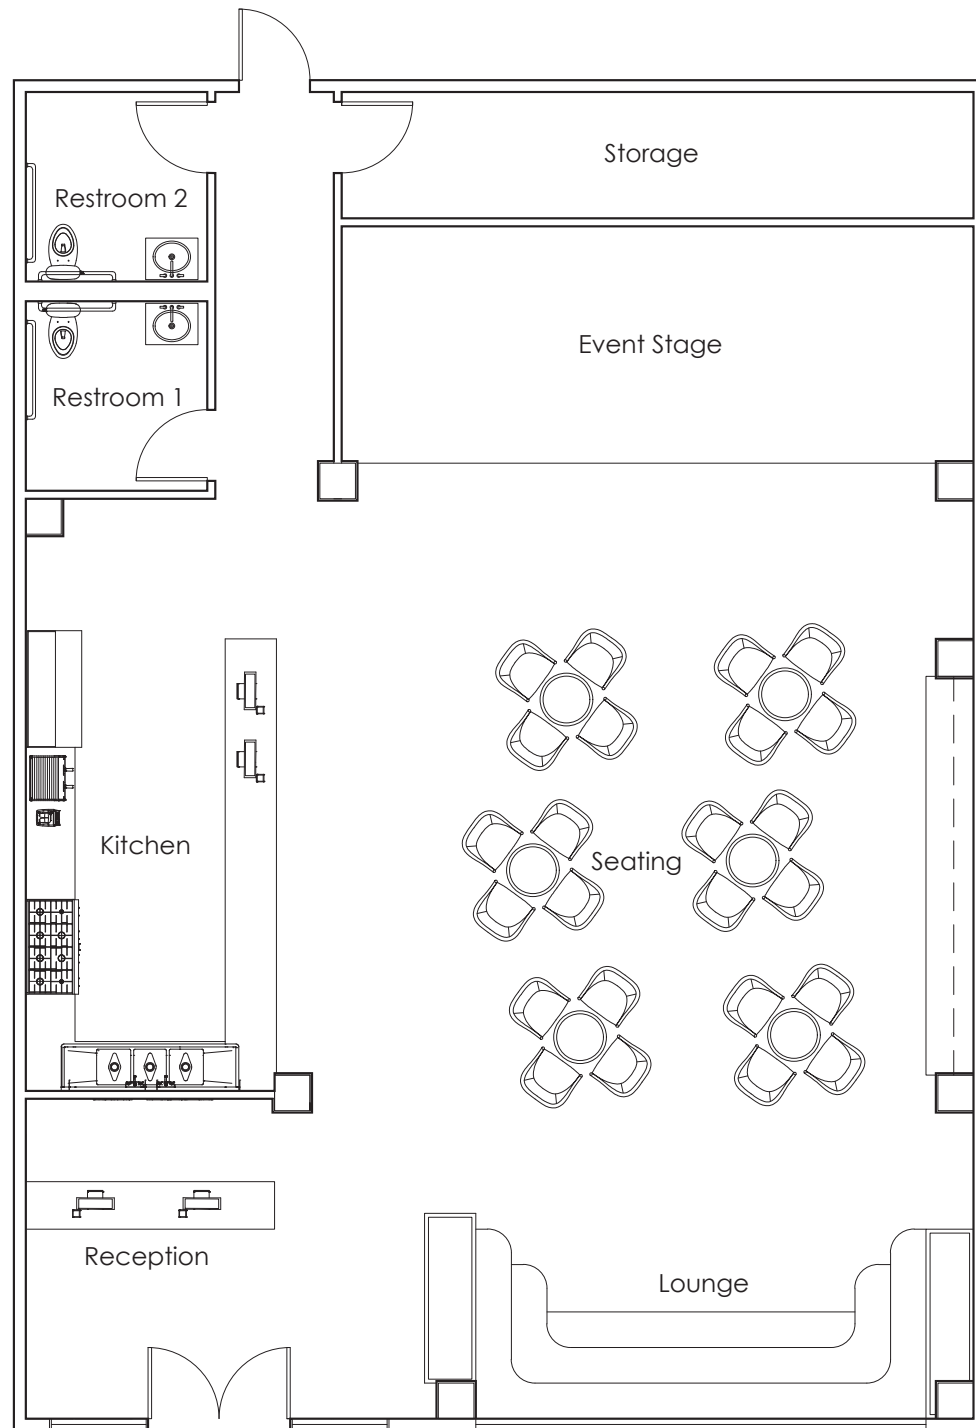 Storage
Restroom 2
Event Stage
Restroom 1
Kitchen
Seating
Reception
Lounge